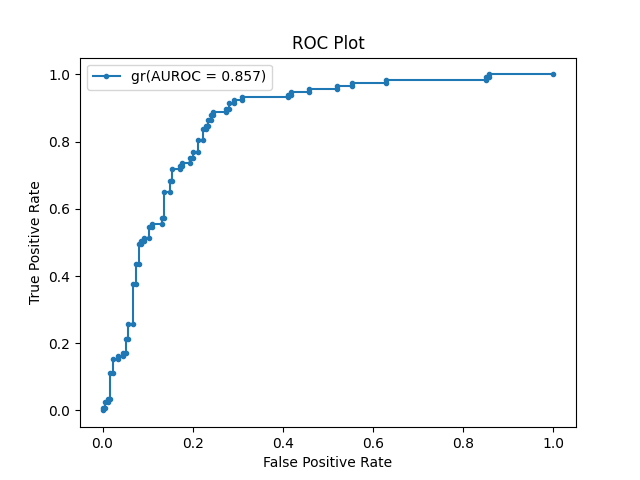 ROC Plot
gr(AUROC = 0.857)
True Positive Rate
1.0
0.8
0.6
0.4
0.2
0.0
0.0 0.2 0.4 0.6 0.8 1.0
False Positive Rate